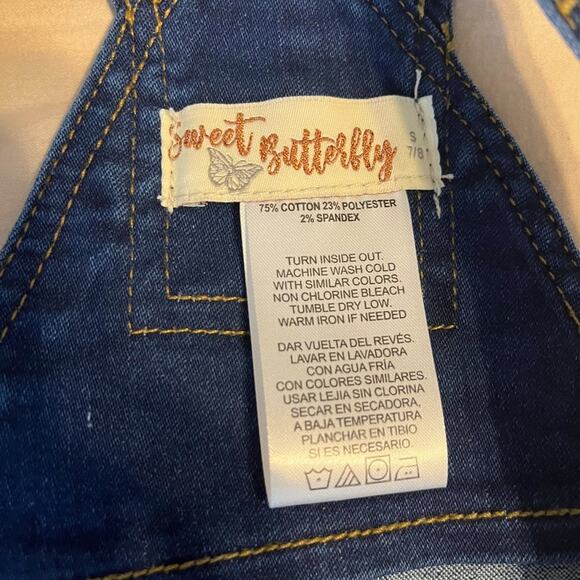 Sweet
Butterfly
S
7/8
75% COTTON 23% POLYESTER
2% SPANDEX
TURN INSIDE OUT.
MACHINE WASH COLD
WITH SIMILAR COLORS.
NON CHLORINE BLEACH
TUMBLE DRY LOW.
WARM IRON IF NEEDED
DAR VUELTA DEL REVÉS.
LAVAR EN LAVADORA
CON AGUA FRÍA
CON COLORES SIMILARES.
USAR LEJIA SIN CLORINA
SECAR EN SECADORA,
A BAJA TEMPERATURA
PLANCHAR EN TIBIO
SI ES NECESARIO.